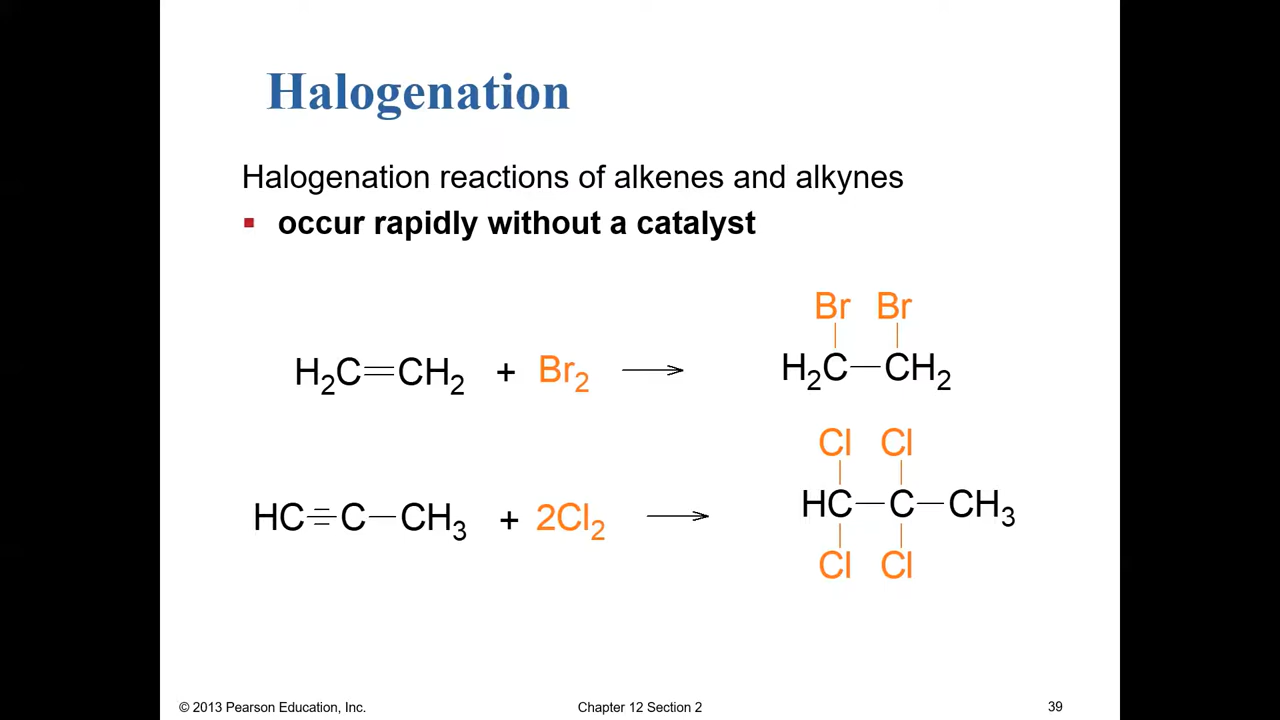 Halogenation
Halogenation reactions of alkenes and alkynes
▪ occur rapidly without a catalyst
Br Br
H₂C=CH₂ + Br₂ → H₂C—CH₂
Cl Cl
HC≡C—CH₃ + 2Cl₂ → HC—C—CH₃
Cl Cl
© 2013 Pearson Education, Inc. Chapter 12 Section 2 39